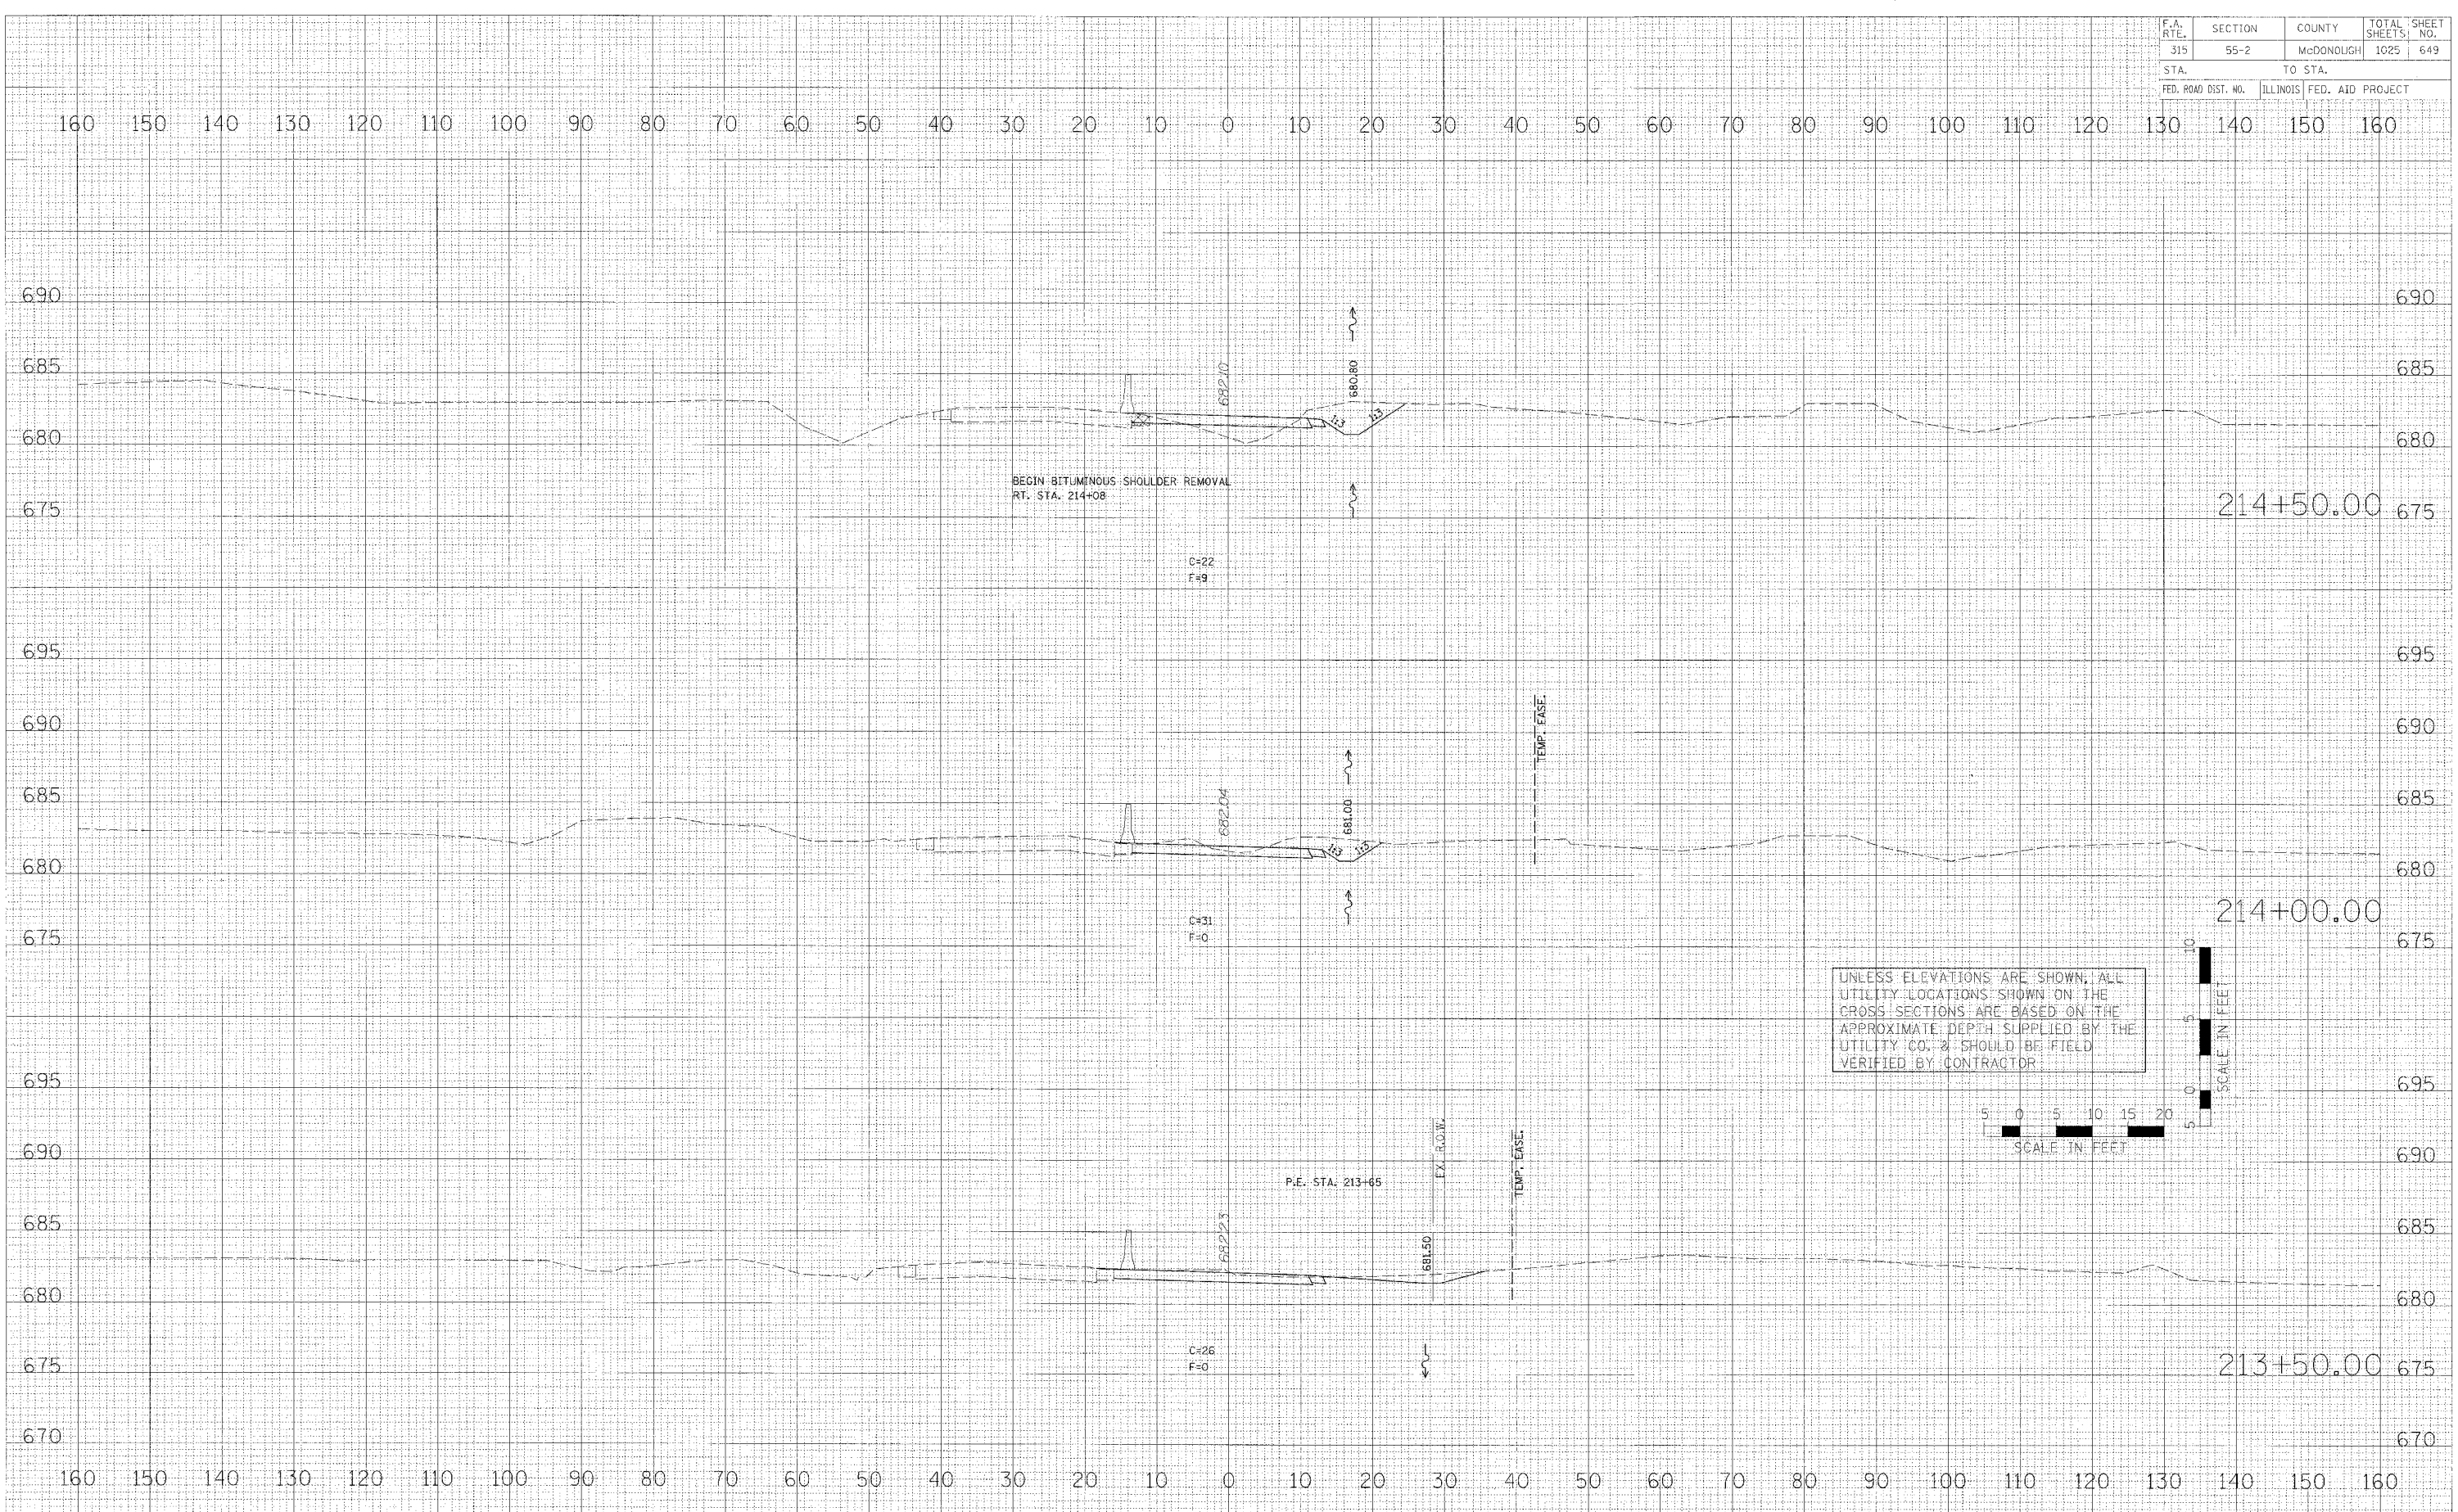 F.A. RTE. SECTION COUNTY TOTAL SHEETS SHEET NO.
315 55-2 McDONOUGH 1025 649
STA. TO STA.
FED. ROAD DIST. NO. ILLINOIS FED. AID PROJECT
160 150 140 130 120 110 100 90 80 70 60 50 40 30 20 10 0 10 20 30 40 50 60 70 80 90 100 110 120 130 140 150 160
690 690
685 682.10 680.80 685
1:3 1:3
680 680
BEGIN BITUMINOUS SHOULDER REMOVAL
RT. STA. 214+08
675 214+50.00 675
C=22
F=9
695 695
690 TEMP. EASE. 690
685 682.04 681.00 685
1:3 1:3
680 680
C=31 214+00.00
F=0
675 675
UNLESS ELEVATIONS ARE SHOWN, ALL
UTILITY LOCATIONS SHOWN ON THE
CROSS SECTIONS ARE BASED ON THE
APPROXIMATE DEPTH SUPPLIED BY THE
UTILITY CO. & SHOULD BE FIELD
VERIFIED BY CONTRACTOR
10 5 0 5
SCALE IN FEET
695 695
5 0 5 10 15 20
SCALE IN FEET
690 EX. R.O.W. TEMP. EASE. 690
P.E. STA. 213+65
685 682.23 681.50 685
680 680
C=26
F=0
675 213+50.00 675
670 670
160 150 140 130 120 110 100 90 80 70 60 50 40 30 20 10 0 10 20 30 40 50 60 70 80 90 100 110 120 130 140 150 160